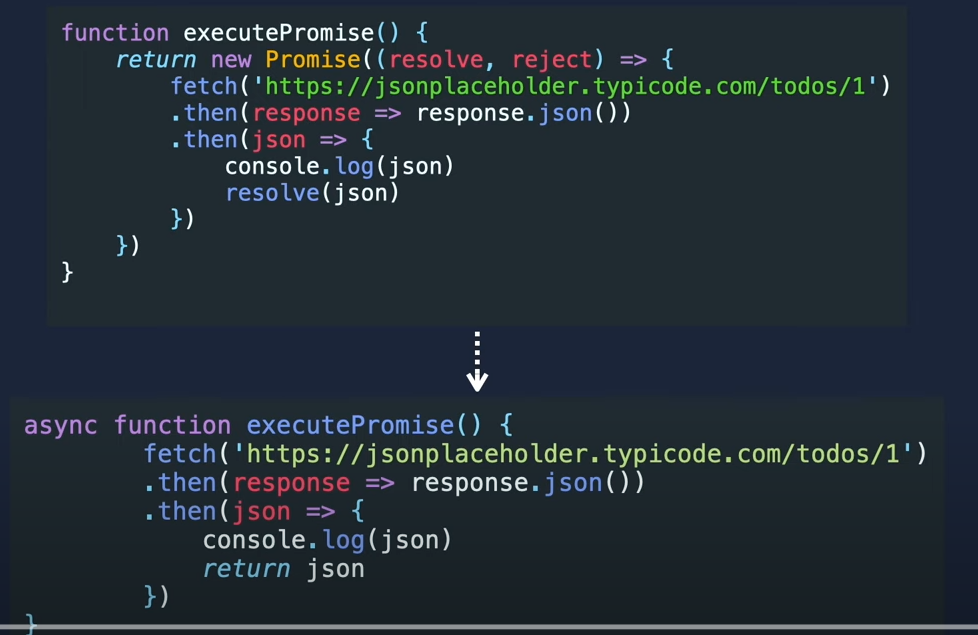 function executePromise() {
return new Promise((resolve, reject) => {
fetch('https://jsonplaceholder.typicode.com/todos/1')
.then(response => response.json())
.then(json => {
console.log(json)
resolve(json)
})
})
}
async function executePromise() {
fetch('https://jsonplaceholder.typicode.com/todos/1')
.then(response => response.json())
.then(json => {
console.log(json)
return json
})
}